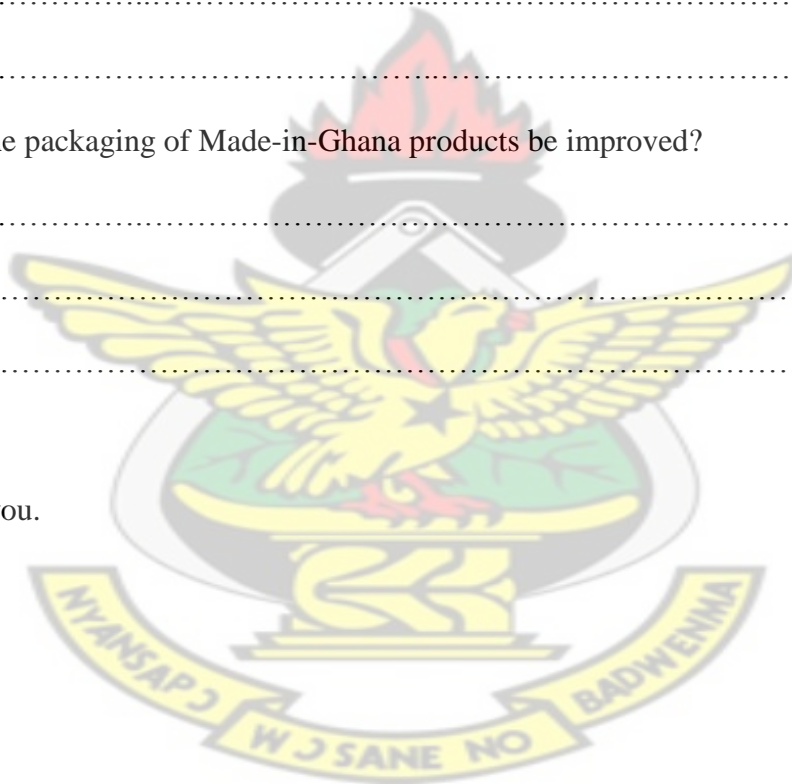 ………………..…………………………………...……………………………………
……………………………………………………..……………………………………
e packaging of Made-in-Ghana products be improved?
……………….……………………………………..……………………………………
……………………………………………………………………………………………
……………………………………………………………………………………………
ou.
NYANSAPƆ WƆSANE NO BADWENMA